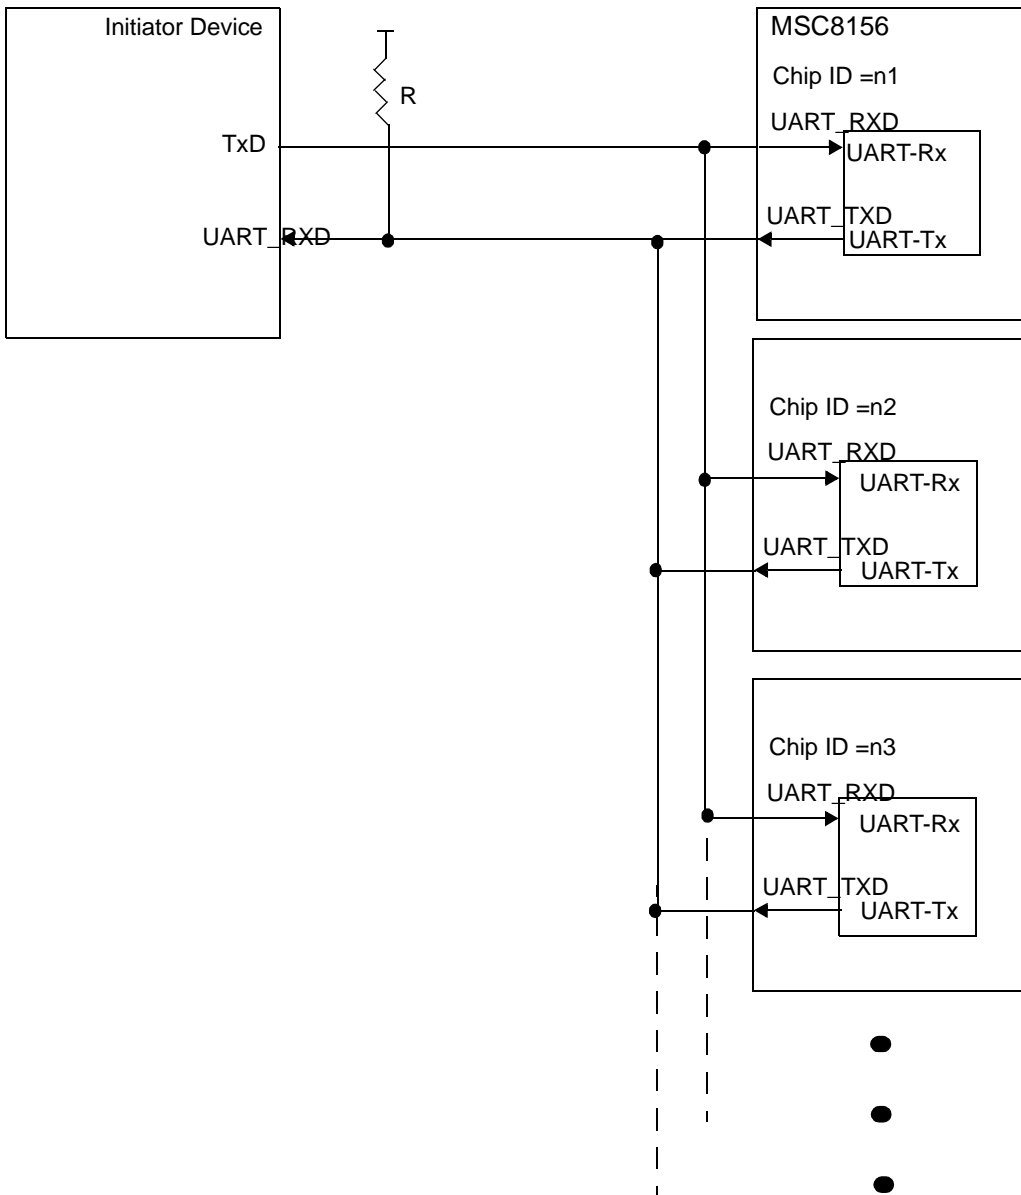 Initiator Device
R
TxD
UART_RXD
MSC8156
Chip ID =n1
UART_RXD
UART-Rx
UART_TXD
UART-Tx
Chip ID =n2
UART_RXD
UART-Rx
UART_TXD
UART-Tx
Chip ID =n3
UART_RXD
UART-Rx
UART_TXD
UART-Tx